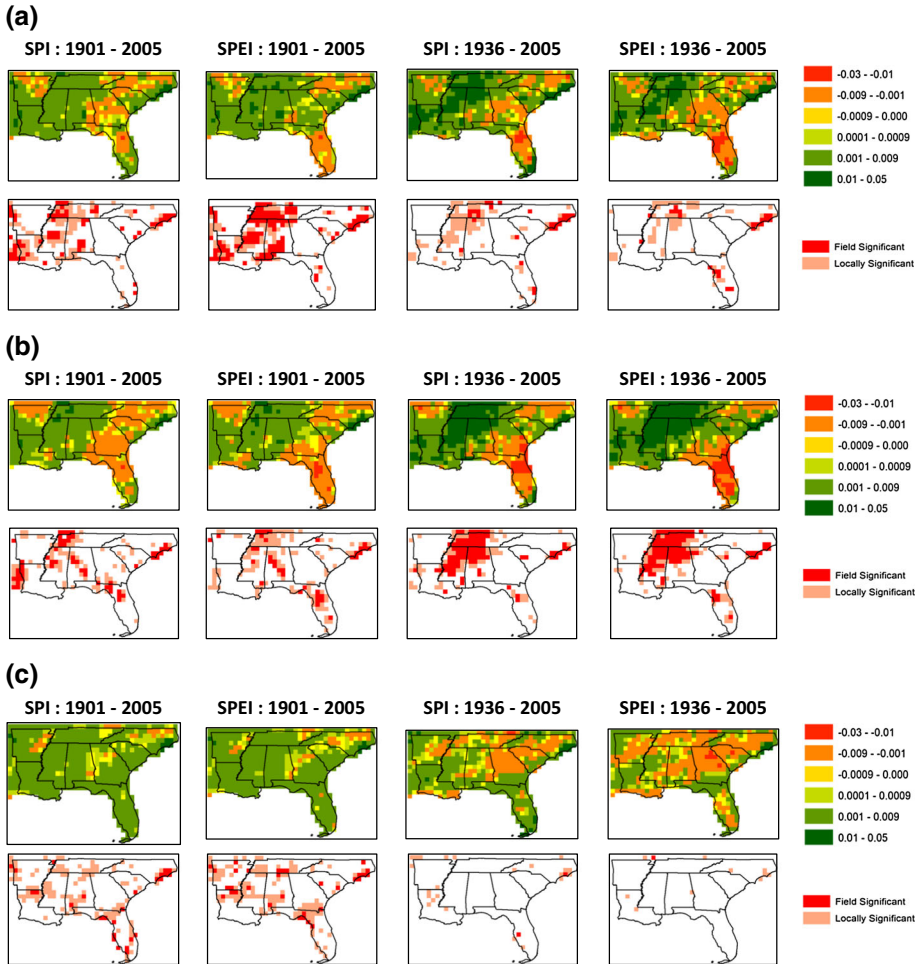 (a)
SPI : 1901 - 2005 SPEI : 1901 - 2005 SPI : 1936 - 2005 SPEI : 1936 - 2005
-0.03 - -0.01
-0.009 - -0.001
-0.0009 - 0.000
0.0001 - 0.0009
0.001 - 0.009
0.01 - 0.05
Field Significant
Locally Significant
(b)
SPI : 1901 - 2005 SPEI : 1901 - 2005 SPI : 1936 - 2005 SPEI : 1936 - 2005
-0.03 - -0.01
-0.009 - -0.001
-0.0009 - 0.000
0.0001 - 0.0009
0.001 - 0.009
0.01 - 0.05
Field Significant
Locally Significant
(c)
SPI : 1901 - 2005 SPEI : 1901 - 2005 SPI : 1936 - 2005 SPEI : 1936 - 2005
-0.03 - -0.01
-0.009 - -0.001
-0.0009 - 0.000
0.0001 - 0.0009
0.001 - 0.009
0.01 - 0.05
Field Significant
Locally Significant